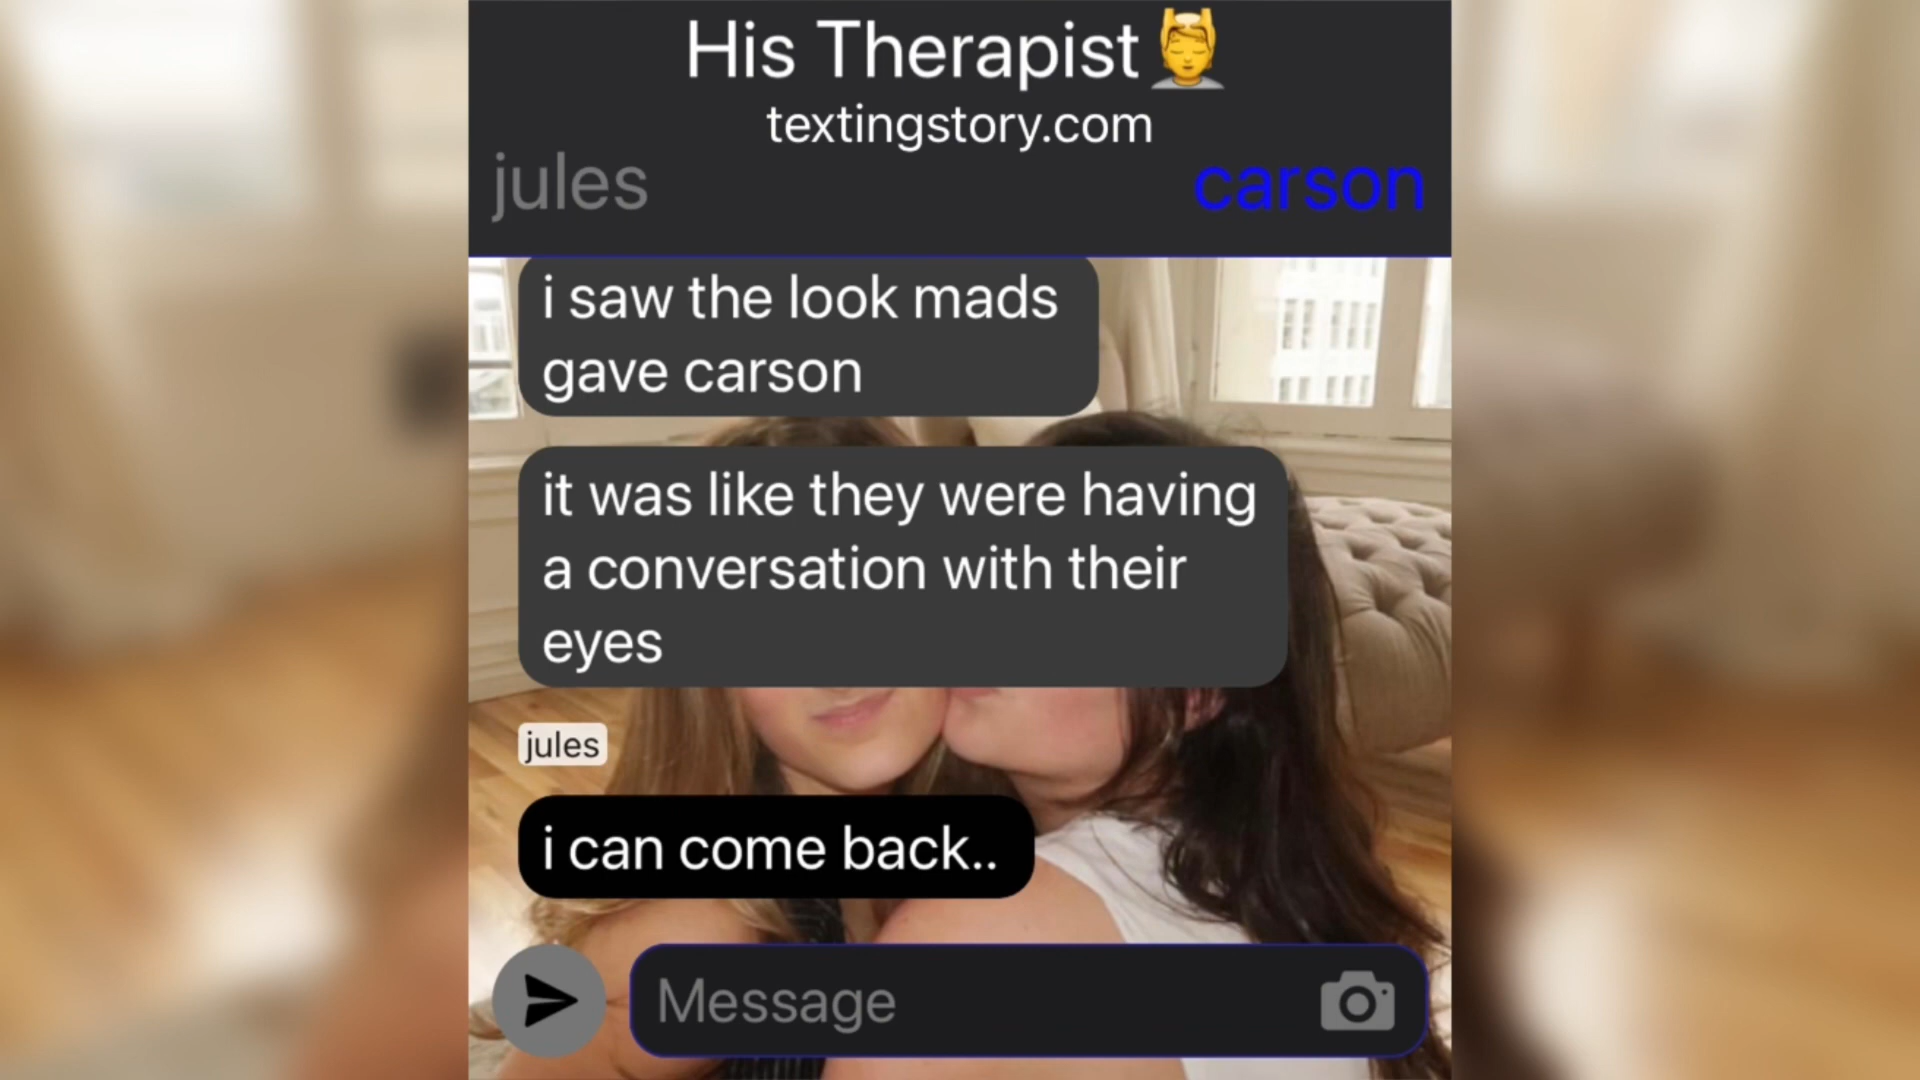 His Therapist💆
textingstory.com
jules
carson
i saw the look mads
gave carson
it was like they were having
a conversation with their
eyes
jules
i can come back..
Message